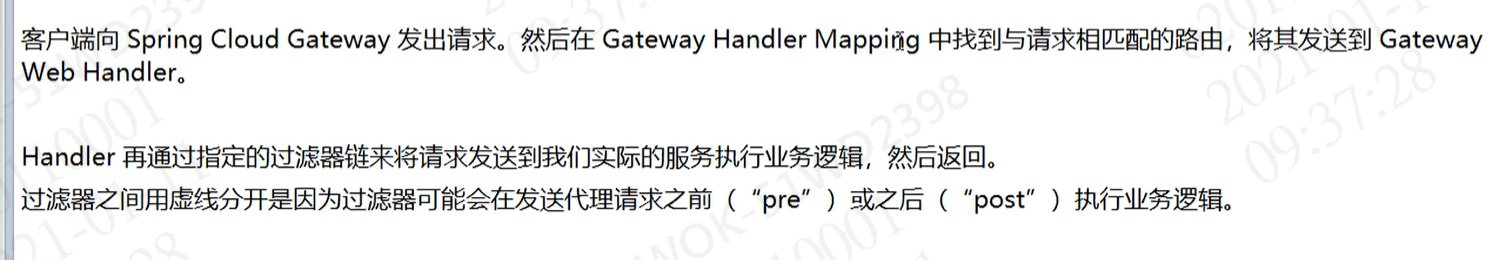 客户端向 Spring Cloud Gateway 发出请求。然后在 Gateway Handler Mapping 中找到与请求相匹配的路由，将其发送到 Gateway
Web Handler。
Handler 再通过指定的过滤器链来将请求发送到我们实际的服务执行业务逻辑，然后返回。
过滤器之间用虚线分开是因为过滤器可能会在发送代理请求之前（“pre”）或之后（“post”）执行业务逻辑。
09:37:28